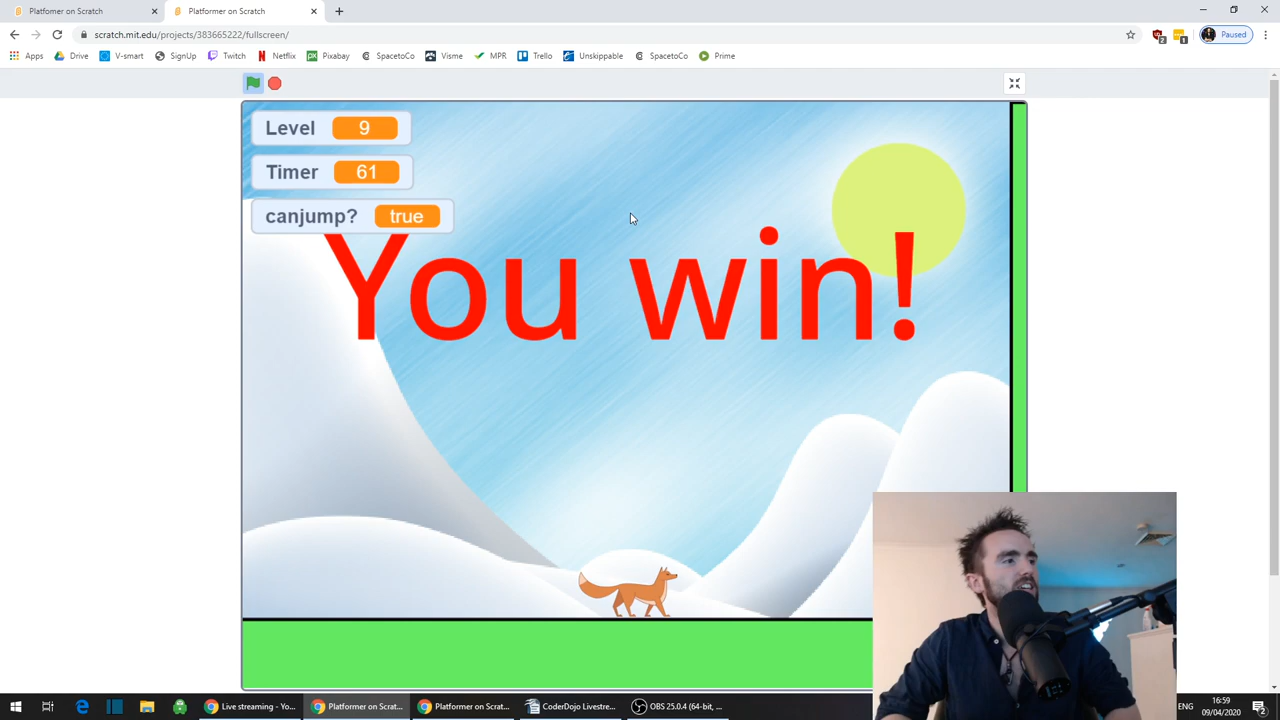 Platformer on Scratch
Platformer on Scratch
scratch.mit.edu/projects/383665222/fullscreen/
2
1
Paused
Apps
Drive
V-smart
SignUp
Twitch
Netflix
Pixabay
SpacetoCo
Visme
MPR
Trello
Unskippable
SpacetoCo
Prime
Level 9
Timer 61
canjump? true
You win!
Live streaming - Yo...
Platformer on Scrat...
Platformer on Scrat...
CoderDojo Livestre...
OBS 25.0.4 (64-bit, ...
ENG
16:59
09/04/2020
2